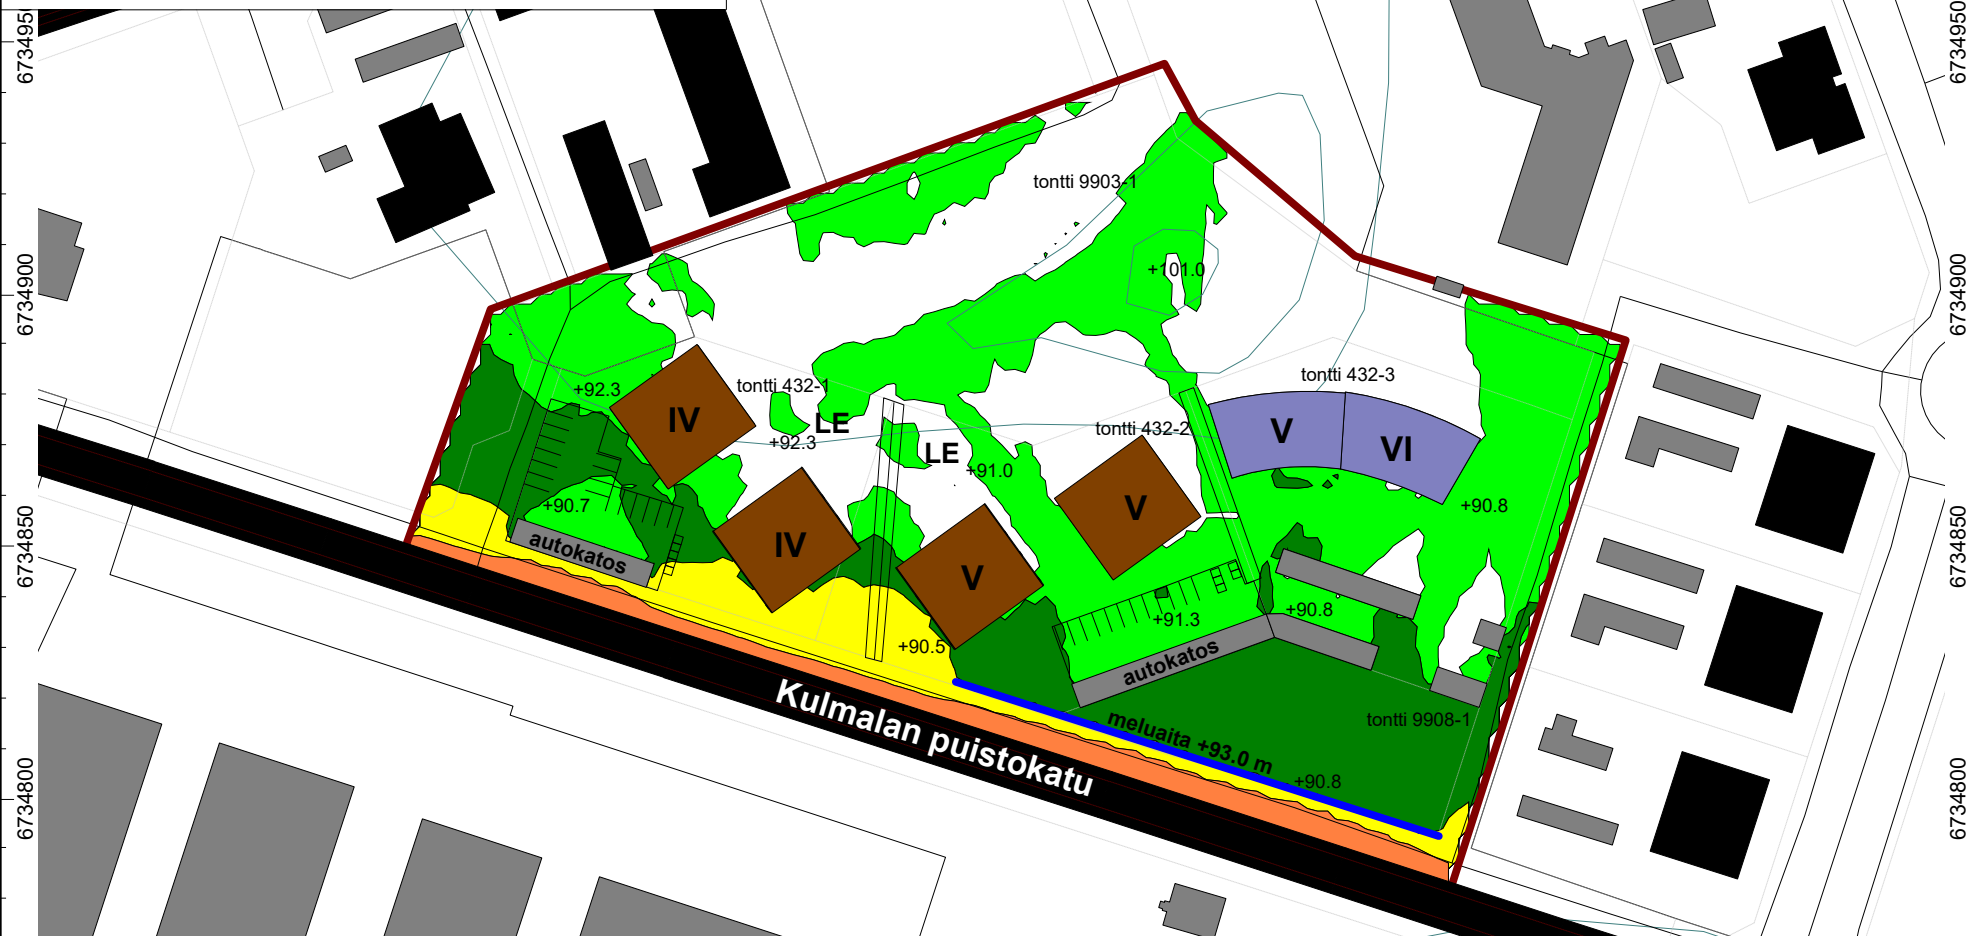 6734950
6734950
tontti 9903-1
+101.0
6734900
6734900
tontti 432-3
tontti 432-1
+92.3
IV
LE
tontti 432-2
V
VI
+92.3
LE
+91.0
+90.7
V
+90.8
autokatos
IV
6734850
6734850
V
+90.8
+91.3
+90.5
autokatos
Kulmalan puistokatu
meluaita +93.0 m
tontti 9908-1
+90.8
6734800
6734800